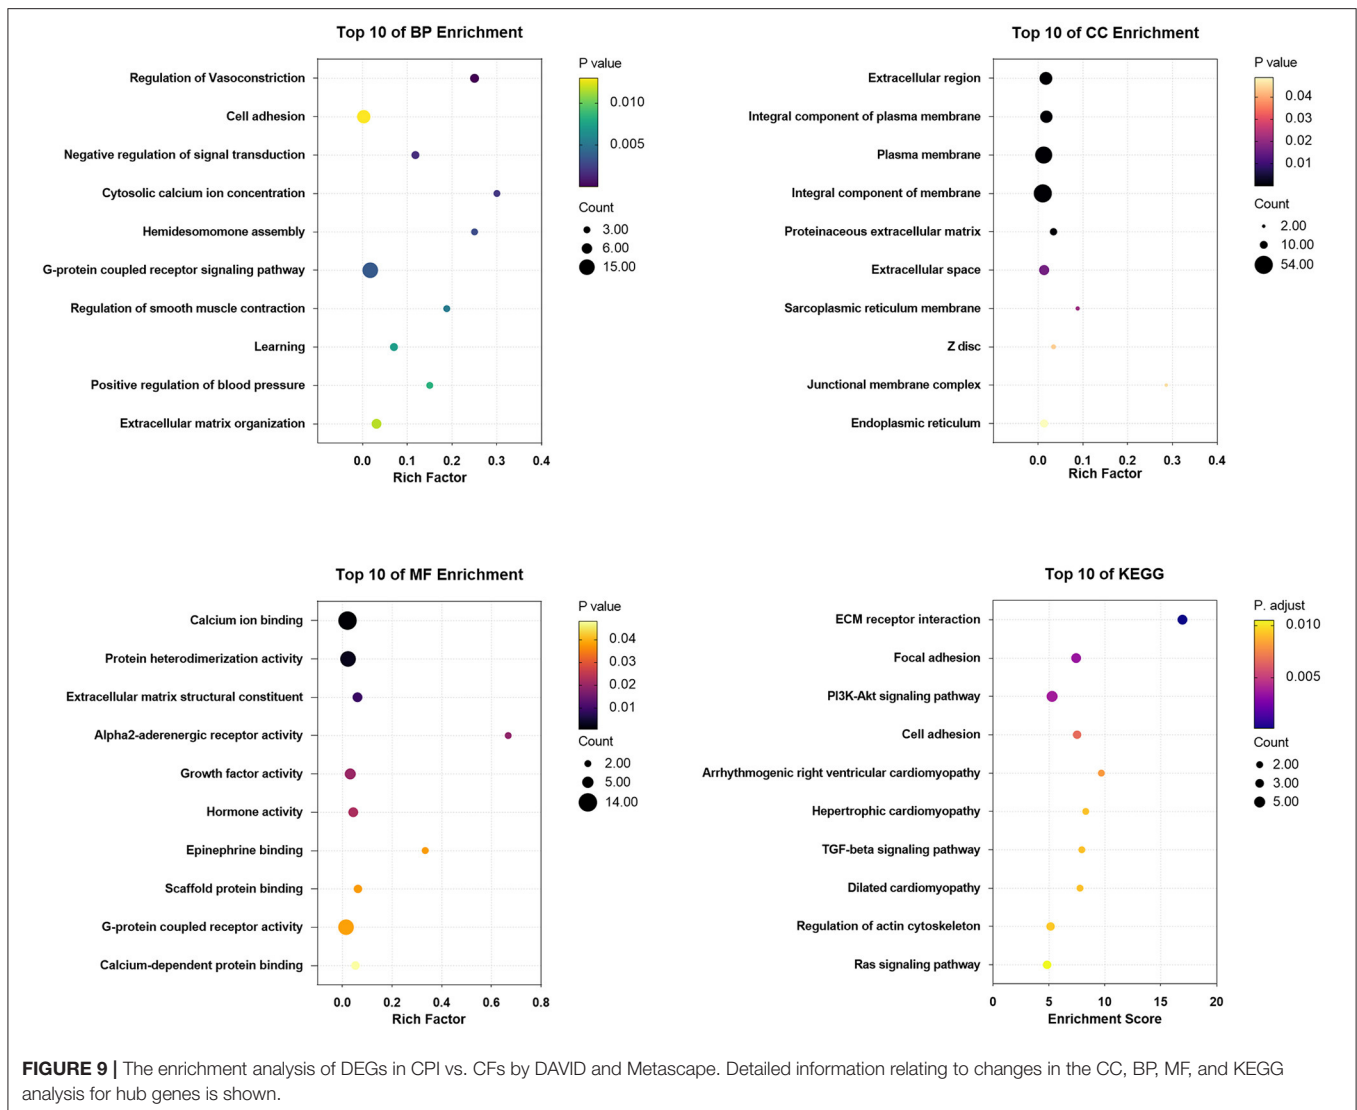 Top 10 of BP Enrichment
Regulation of Vasoconstriction
Cell adhesion
Negative regulation of signal transduction
Cytosolic calcium ion concentration
Hemidesomomone assembly
G-protein coupled receptor signaling pathway
Regulation of smooth muscle contraction
Learning
Positive regulation of blood pressure
Extracellular matrix organization
0.0 0.1 0.2 0.3 0.4
Rich Factor
P value
0.010
0.005
Count
3.00
6.00
15.00
Top 10 of CC Enrichment
Extracellular region
Integral component of plasma membrane
Plasma membrane
Integral component of membrane
Proteinaceous extracellular matrix
Extracellular space
Sarcoplasmic reticulum membrane
Z disc
Junctional membrane complex
Endoplasmic reticulum
0.0 0.1 0.2 0.3 0.4
Rich Factor
P value
0.04
0.03
0.02
0.01
Count
2.00
10.00
54.00
Top 10 of MF Enrichment
Calcium ion binding
Protein heterodimerization activity
Extracellular matrix structural constituent
Alpha2-aderenergic receptor activity
Growth factor activity
Hormone activity
Epinephrine binding
Scaffold protein binding
G-protein coupled receptor activity
Calcium-dependent protein binding
0.0 0.2 0.4 0.6 0.8
Rich Factor
P value
0.04
0.03
0.02
0.01
Count
2.00
5.00
14.00
Top 10 of KEGG
ECM receptor interaction
Focal adhesion
PI3K-Akt signaling pathway
Cell adhesion
Arrhythmogenic right ventricular cardiomyopathy
Hepertrophic cardiomyopathy
TGF-beta signaling pathway
Dilated cardiomyopathy
Regulation of actin cytoskeleton
Ras signaling pathway
0 5 10 15 20
Enrichment Score
P. adjust
0.010
0.005
Count
2.00
3.00
5.00
FIGURE 9 | The enrichment analysis of DEGs in CPI vs. CFs by DAVID and Metascape. Detailed information relating to changes in the CC, BP, MF, and KEGG
analysis for hub genes is shown.